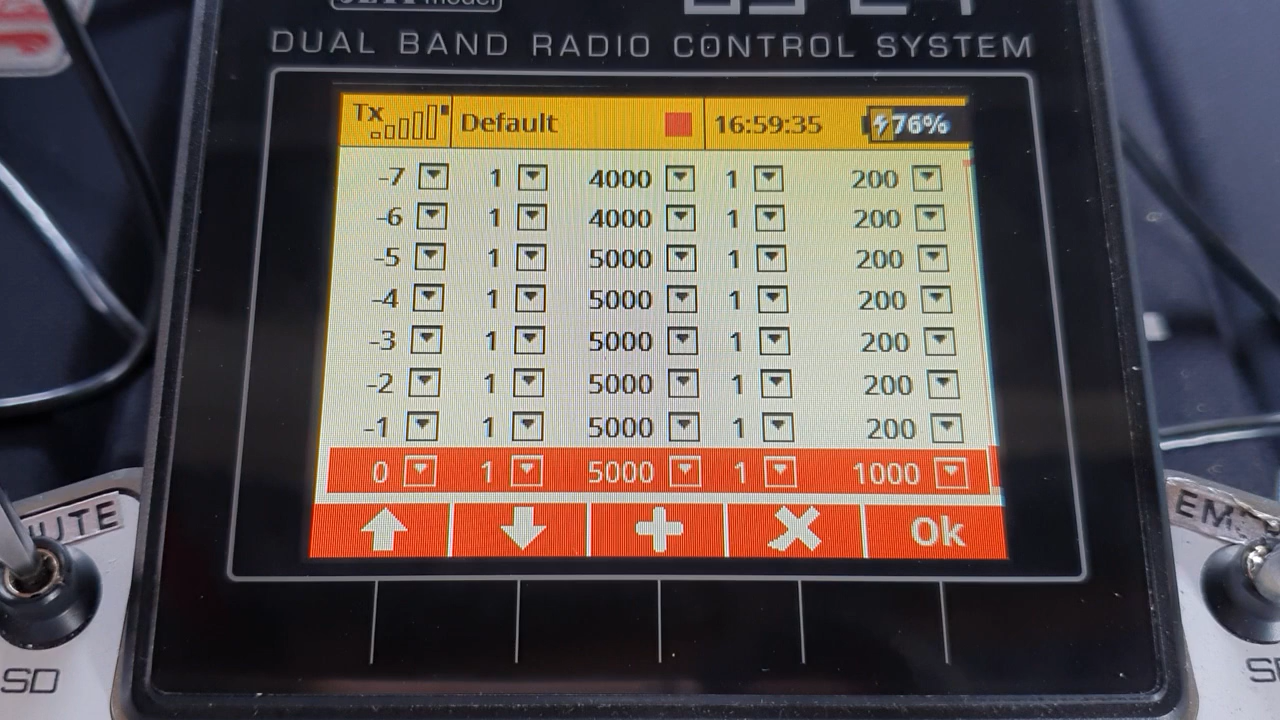 model
DUAL BAND RADIO CONTROL SYSTEM
Tx Default 16:59:35 76%
-7 1 4000 1 200
-6 1 4000 1 200
-5 1 5000 1 200
-4 1 5000 1 200
-3 1 5000 1 200
-2 1 5000 1 200
-1 1 5000 1 200
0 1 5000 1 1000
Ok
SD